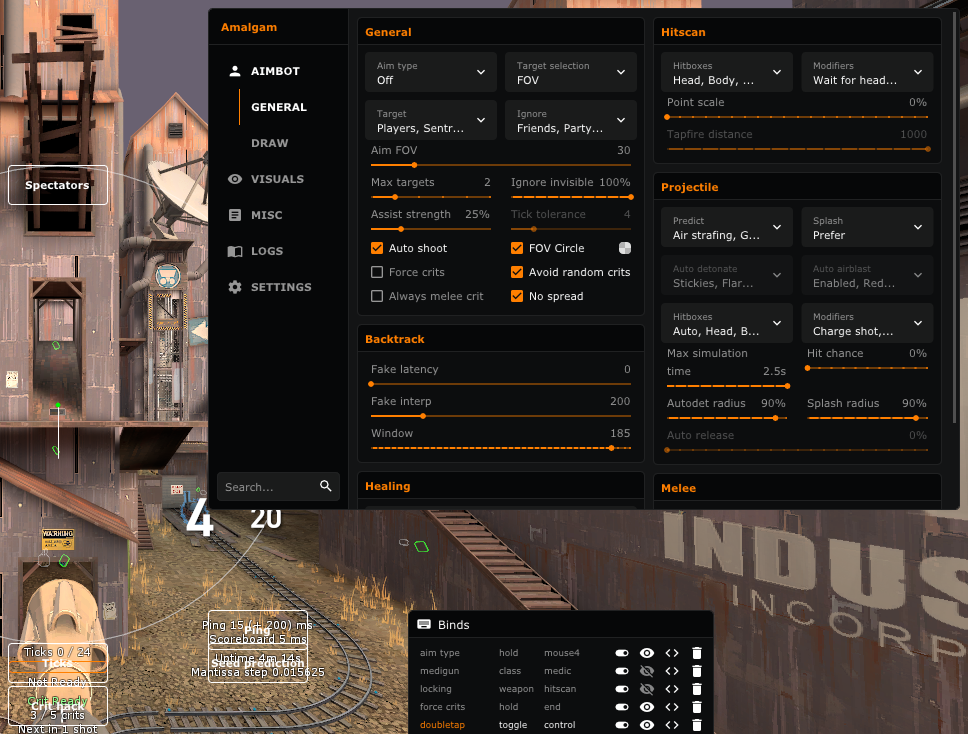 Amalgam
AIMBOT
GENERAL
DRAW
VISUALS
MISC
LOGS
SETTINGS
Search...
General
Aim type
Off
Target selection
FOV
Target
Players, Sentr...
Ignore
Friends, Party...
Aim FOV 30
Max targets 2
Ignore invisible 100%
Assist strength 25%
Tick tolerance 4
Auto shoot
FOV Circle
Force crits
Avoid random crits
Always melee crit
No spread
Backtrack
Fake latency 0
Fake interp 200
Window 185
Healing
Hitscan
Hitboxes
Head, Body, ...
Modifiers
Wait for head...
Point scale 0%
Tapfire distance 1000
Projectile
Predict
Air strafing, G...
Splash
Prefer
Auto detonate
Stickies, Flar...
Auto airblast
Enabled, Red...
Hitboxes
Auto, Head, B...
Modifiers
Charge shot,...
Max simulation
time 2.5s
Hit chance 0%
Autodet radius 90%
Splash radius 90%
Auto release 0%
Melee
Spectators
4 20
WARNING
INDUS
INCORP
Ping 15 (+ 200) ms
Ping
Scoreboard 5 ms
Uptime 4m 14s
Seed prediction
Mantissa step 0.015625
Ticks 0 / 24
Ticks
Not Ready
Crit Ready
Crit Hack
3 / 5 crits
Next in 1 shot
Binds
aim type hold mouse4
medigun class medic
locking weapon hitscan
force crits hold end
doubletap toggle control